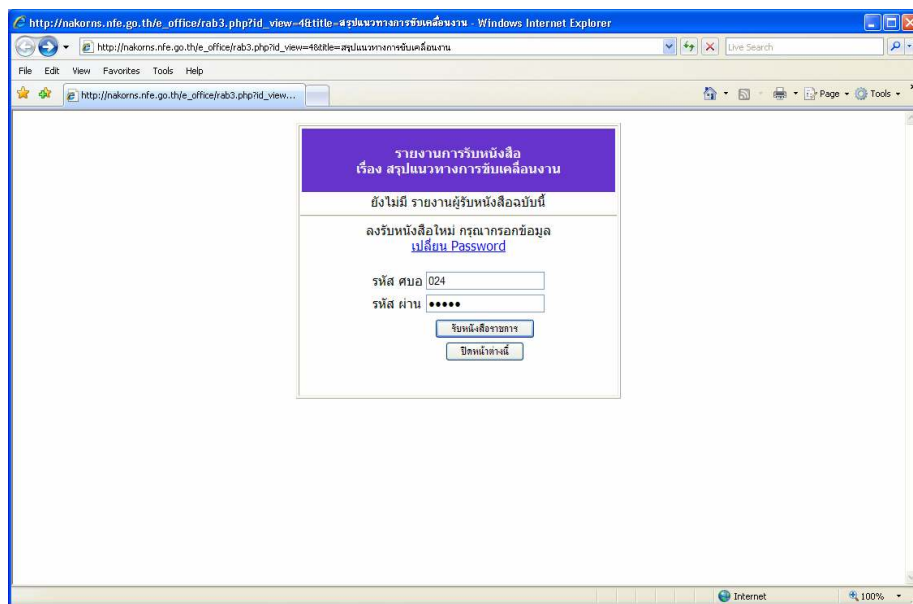 http://nakorns.nfe.go.th/e_office/rab3.php?id_view=4&title=สรุปแนวทางการขับเคลื่อนงาน - Windows Internet Explorer
http://nakorns.nfe.go.th/e_office/rab3.php?id_view=4&title=สรุปแนวทางการขับเคลื่อนงาน
Live Search
File Edit View Favorites Tools Help
http://nakorns.nfe.go.th/e_office/rab3.php?id_view...
Page Tools
รายงานการรับหนังสือ
เรื่อง สรุปแนวทางการขับเคลื่อนงาน
ยังไม่มี รายงานผู้รับหนังสือฉบับนี้
ลงรับหนังสือใหม่ กรุณากรอกข้อมูล
เปลี่ยน Password
รหัส ศบอ 024
รหัส ผ่าน •••••
รับหนังสือราชการ
ปิดหน้าต่างนี้
Internet 100%